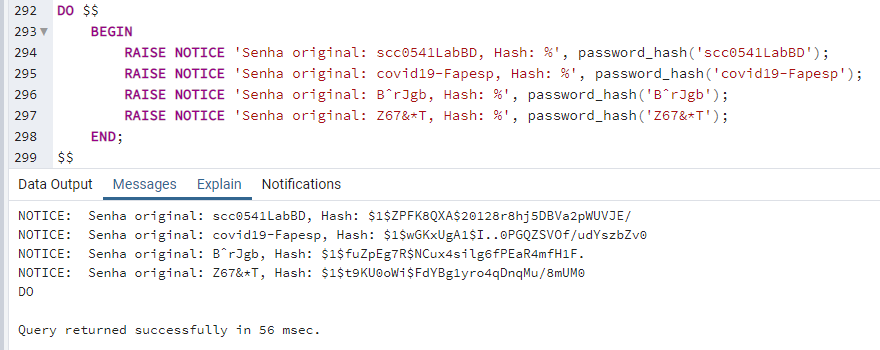 292 DO $$
293 BEGIN
294 RAISE NOTICE 'Senha original: scc0541LabBD, Hash: %', password_hash('scc0541LabBD');
295 RAISE NOTICE 'Senha original: covid19-Fapesp, Hash: %', password_hash('covid19-Fapesp');
296 RAISE NOTICE 'Senha original: BˆrJgb, Hash: %', password_hash('BˆrJgb');
297 RAISE NOTICE 'Senha original: Z67&*T, Hash: %', password_hash('Z67&*T');
298 END;
299 $$
Data Output Messages Explain Notifications
NOTICE: Senha original: scc0541LabBD, Hash: $1$ZPFK8QXA$20128r8hj5DBVa2pWUVJE/
NOTICE: Senha original: covid19-Fapesp, Hash: $1$wGKxUgA1$I..0PGQZSVOf/udYszbZv0
NOTICE: Senha original: BˆrJgb, Hash: $1$fuZpEg7R$NCux4silg6fPEaR4mfH1F.
NOTICE: Senha original: Z67&*T, Hash: $1$t9KU0oWi$FdYBg1yro4qDnqMu/8mUM0
DO
Query returned successfully in 56 msec.